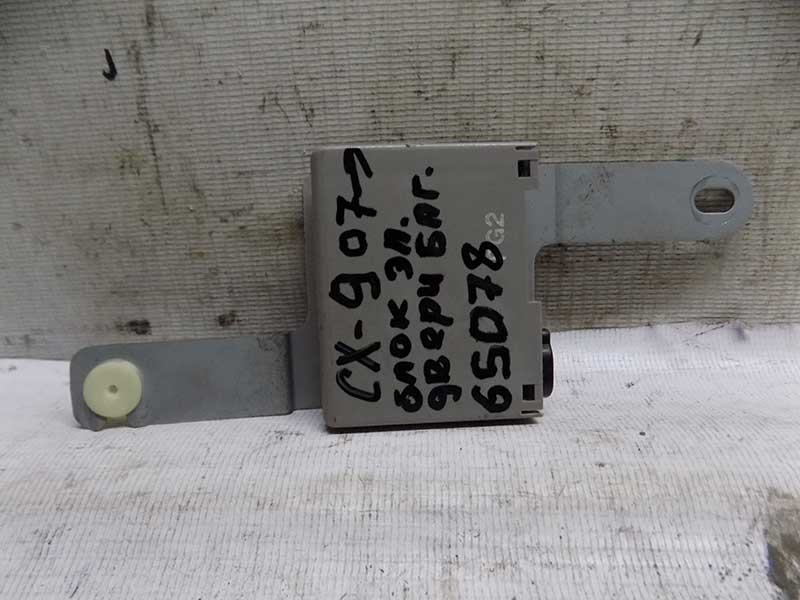 CX-9 07→
БЛОК ЭЛ.
двери БАГ.
65078
G2